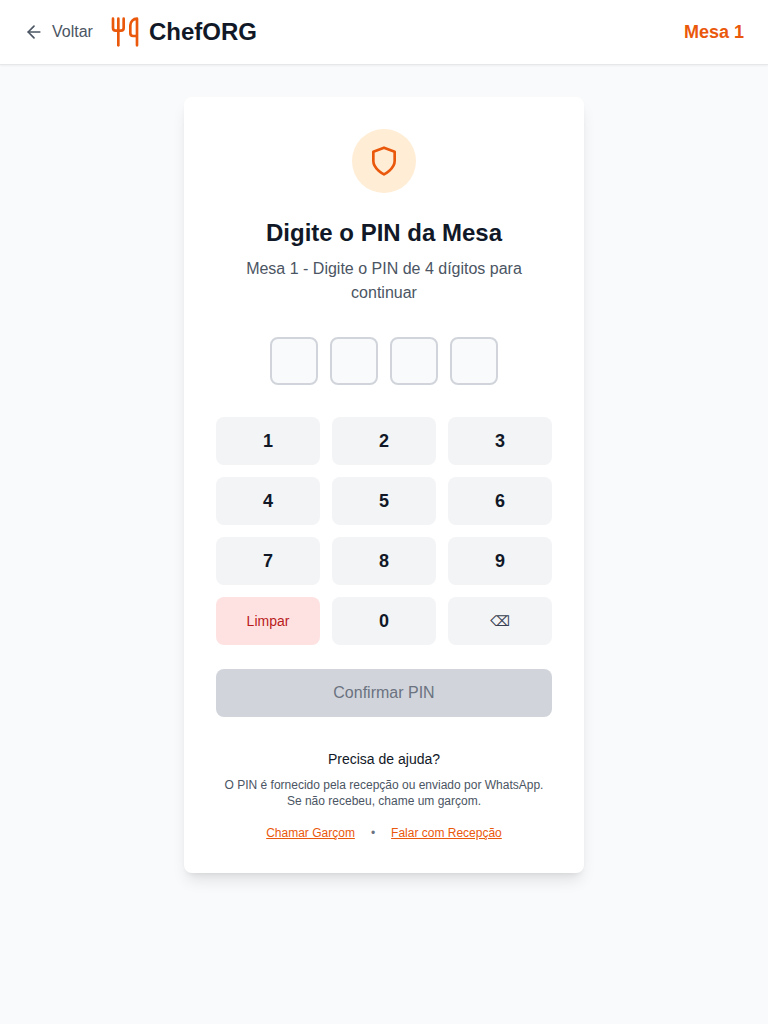 Voltar
ChefORG
Mesa 1
Digite o PIN da Mesa
Mesa 1 - Digite o PIN de 4 dígitos para
continuar
1 2 3
4 5 6
7 8 9
Limpar 0 ⌫
Confirmar PIN
Precisa de ajuda?
O PIN é fornecido pela recepção ou enviado por WhatsApp.
Se não recebeu, chame um garçom.
Chamar Garçom • Falar com Recepção